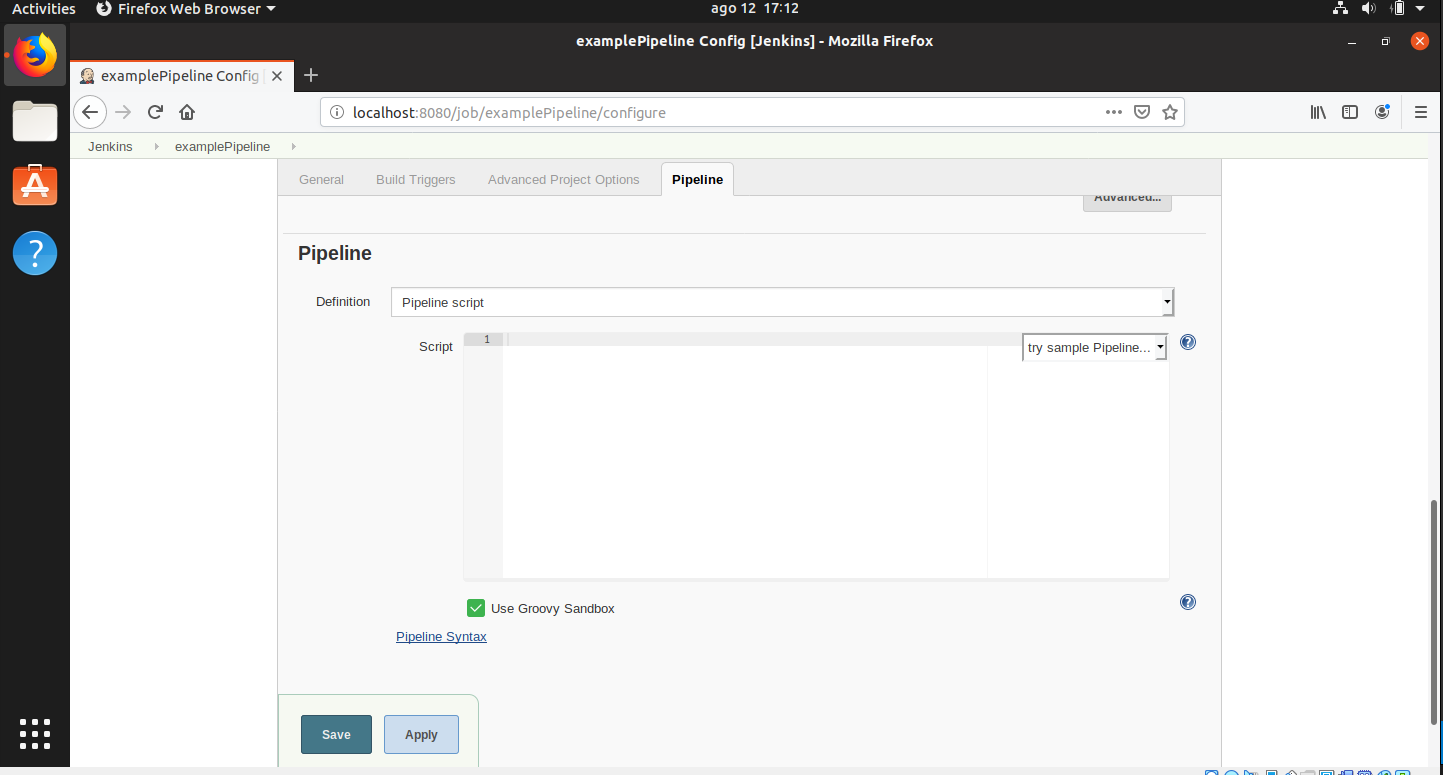 Activities Firefox Web Browser ago 12 17:12
examplePipeline Config [Jenkins] - Mozilla Firefox
examplePipeline Config
localhost:8080/job/examplePipeline/configure
Jenkins examplePipeline
General Build Triggers Advanced Project Options Pipeline
Advanced...
Pipeline
Definition Pipeline script
Script 1 try sample Pipeline... ?
Use Groovy Sandbox ?
Pipeline Syntax
Save Apply